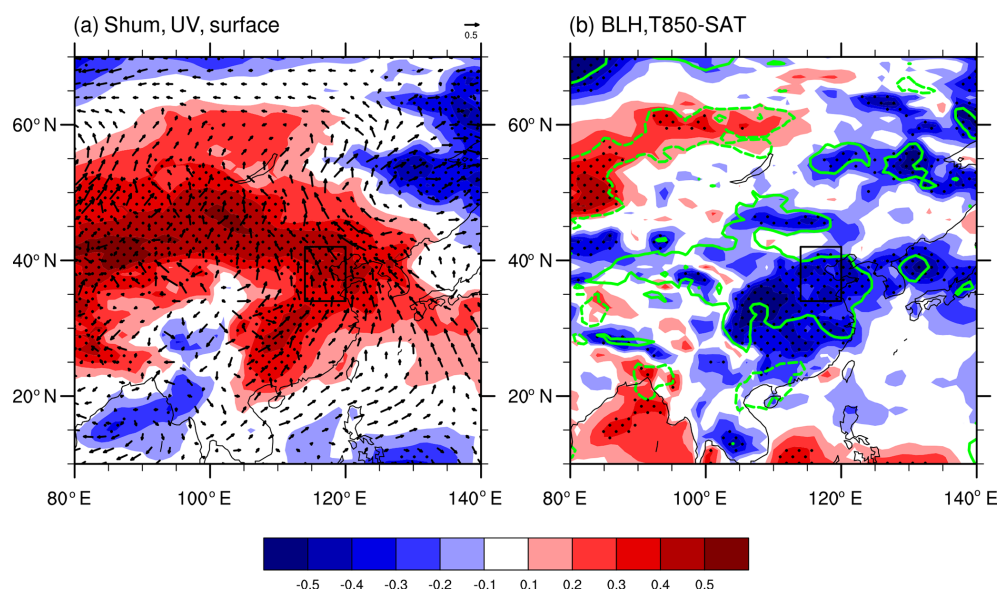 (a) Shum, UV, surface
0.5
(b) BLH,T850-SAT
60° N
40° N
20° N
80° E
100° E
120° E
140° E
60° N
40° N
20° N
80° E
100° E
120° E
140° E
-0.5 -0.4 -0.3 -0.2 -0.1 0.1 0.2 0.3 0.4 0.5